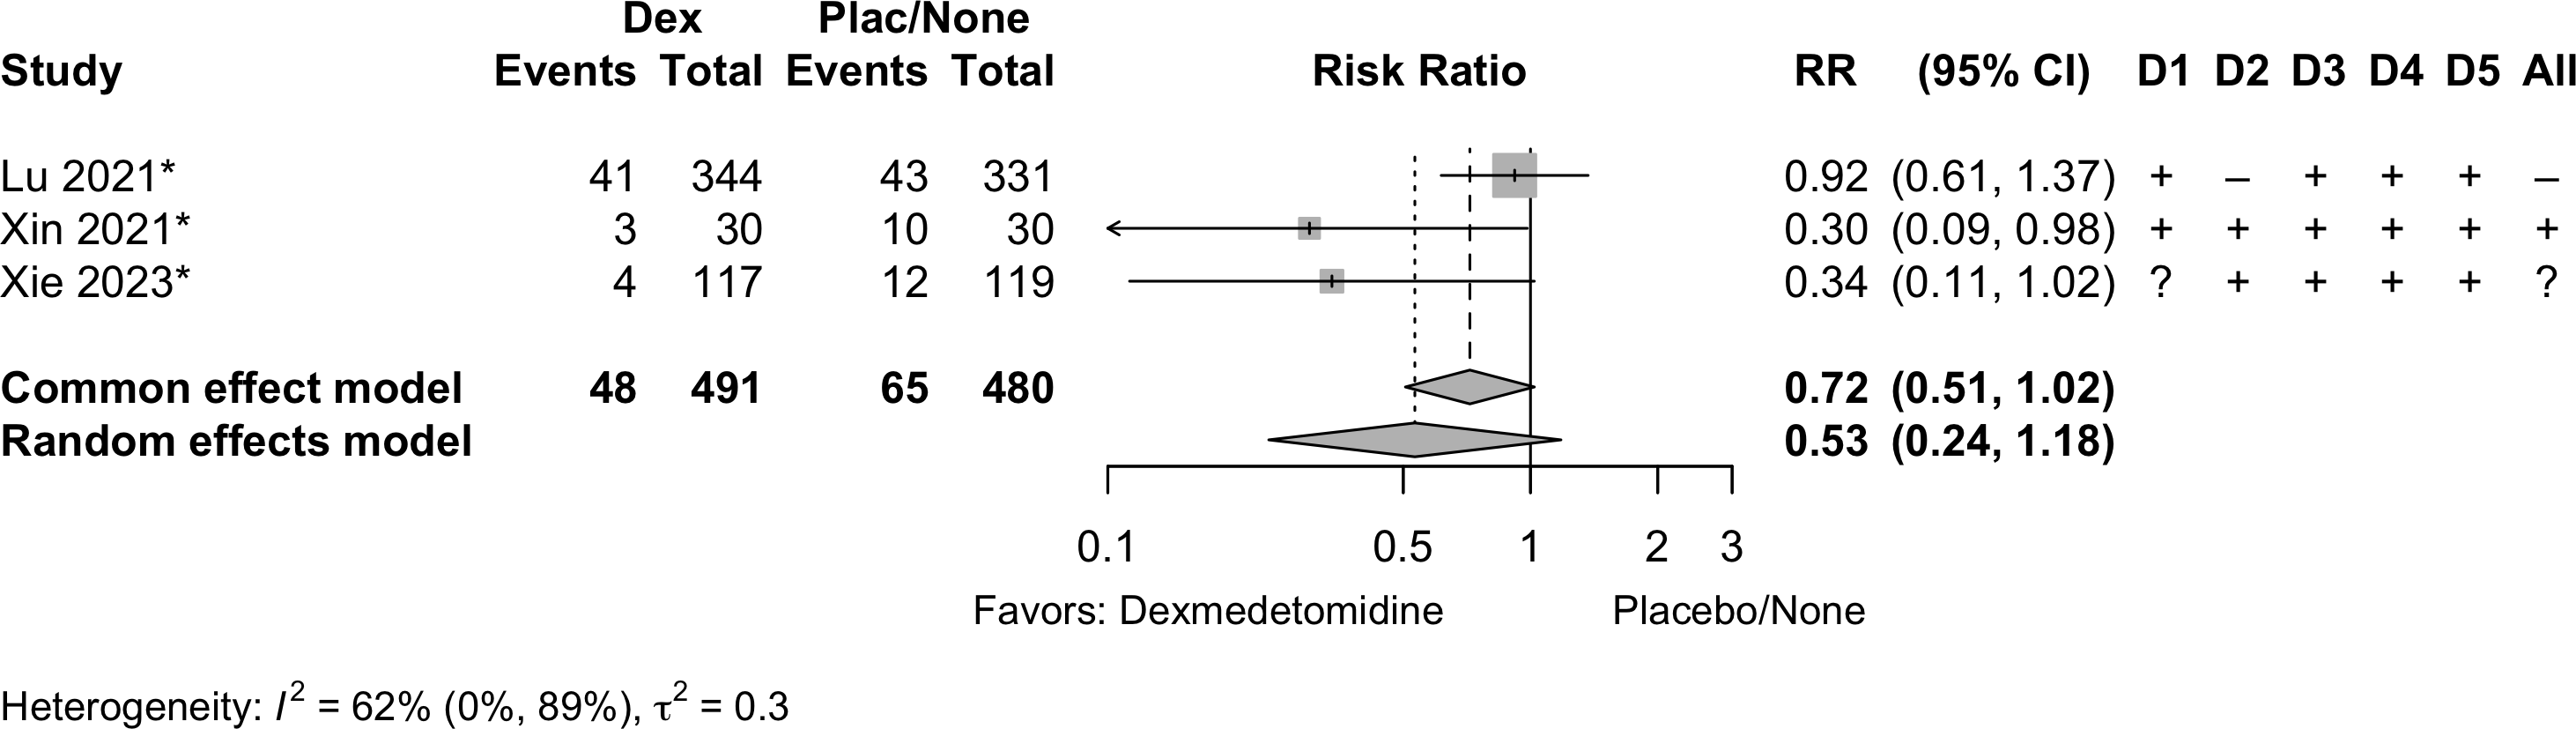 Dex Plac/None
Study Events Total Events Total Risk Ratio RR (95% CI) D1 D2 D3 D4 D5 All
Lu 2021* 41 344 43 331 0.92 (0.61, 1.37) + – + + + –
Xin 2021* 3 30 10 30 0.30 (0.09, 0.98) + + + + + +
Xie 2023* 4 117 12 119 0.34 (0.11, 1.02) ? + + + + ?
Common effect model 48 491 65 480 0.72 (0.51, 1.02)
Random effects model 0.53 (0.24, 1.18)
0.1 0.5 1 2 3
Favors: Dexmedetomidine Placebo/None
Heterogeneity: I² = 62% (0%, 89%), τ² = 0.3